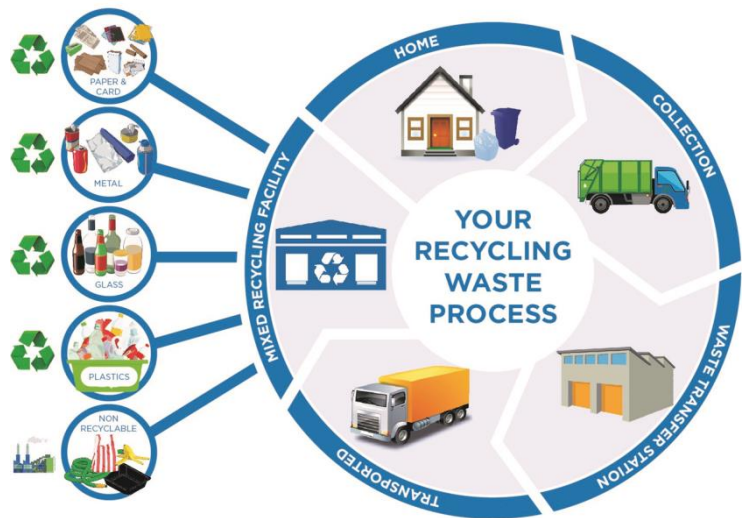 PAPER &
CARD
METAL
GLASS
PLASTICS
NON
RECYCLABLE
HOME
COLLECTION
WASTE TRANSFER STATION
TRANSPORTED
MIXED RECYCLING FACILITY
YOUR
RECYCLING
WASTE
PROCESS